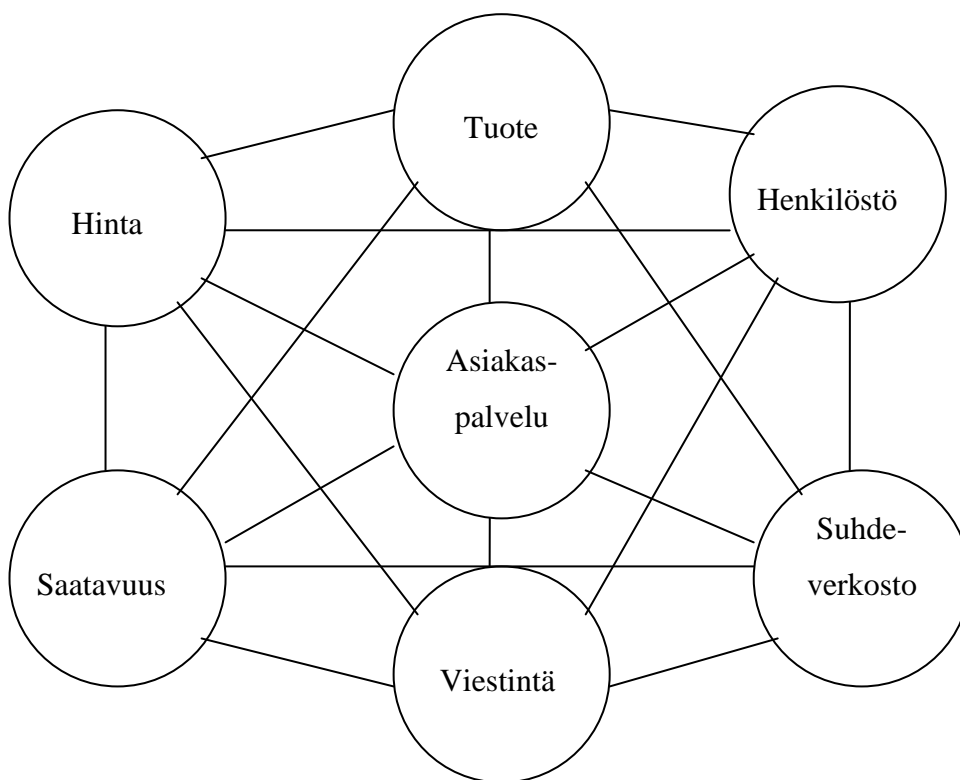 Tuote
Henkilöstö
Hinta
Asiakas-
palvelu
Suhde-
verkosto
Saatavuus
Viestintä